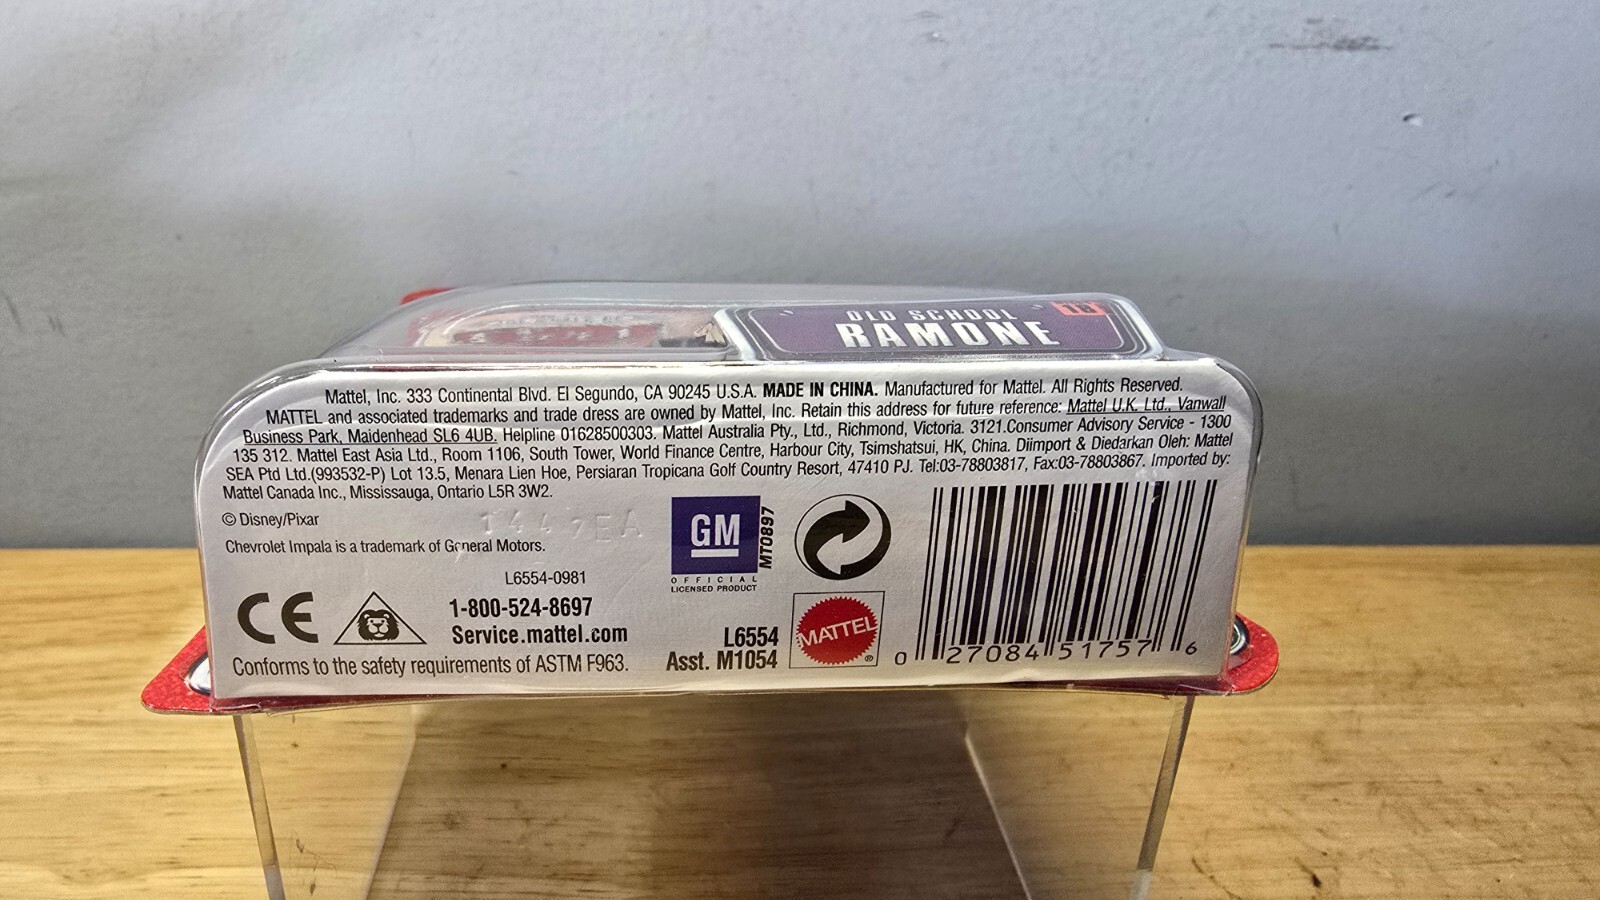 OLD SCHOOL
RAMONE
Mattel, Inc. 333 Continental Blvd. El Segundo, CA 90245 U.S.A. MADE IN CHINA. Manufactured for Mattel. All Rights Reserved.
MATTEL and associated trademarks and trade dress are owned by Mattel, Inc. Retain this address for future reference: Mattel U.K. Ltd., Vanwall
Business Park, Maidenhead SL6 4UB. Helpline 01628500303. Mattel Australia Pty., Ltd., Richmond, Victoria. 3121.Consumer Advisory Service - 1300
135 312. Mattel East Asia Ltd., Room 1106, South Tower, World Finance Centre, Harbour City, Tsimshatsui, HK, China. Diimport & Diedarkan Oleh: Mattel
SEA Ptd Ltd.(993532-P) Lot 13.5, Menara Lien Hoe, Persiaran Tropicana Golf Country Resort, 47410 PJ. Tel:03-78803817, Fax:03-78803867. Imported by:
Mattel Canada Inc., Mississauga, Ontario L5R 3W2.
© Disney/Pixar
Chevrolet Impala is a trademark of General Motors.
L6554-0981
CE
1-800-524-8697
Service.mattel.com
Conforms to the safety requirements of ASTM F963.
GM
OFFICIAL
LICENSED PRODUCT
MT0897
L6554
Asst. M1054
MATTEL ®
0 27084 51757 6